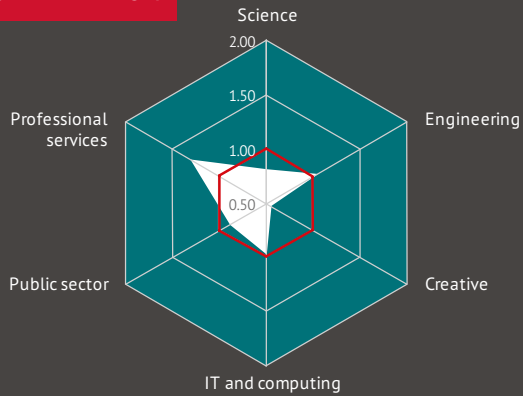 Science
2.00
1.50
Professional
services
Engineering
1.00
0.50
Public sector
Creative
IT and computing